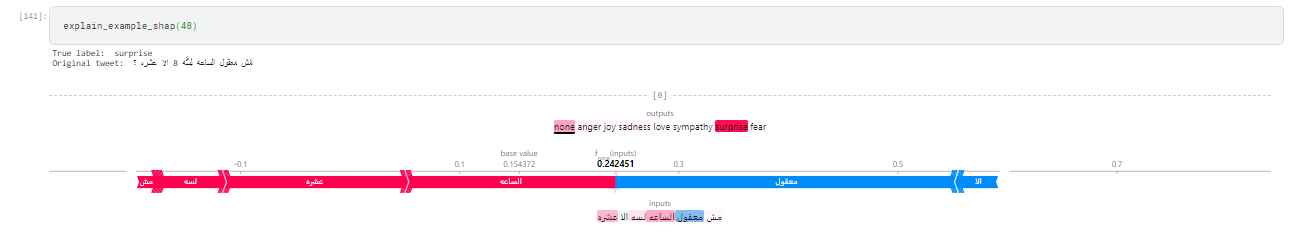 [141]:
explain_example_shap(48)
True label: surprise
Original tweet: مَش معقول الساعه لِسَّه 8 الا عشره ؟
[0]
outputs
none anger joy sadness love sympathy surprise fear
base value
f (inputs)
-0.1 0.1 0.154372 0.242451 0.3 0.5 0.7
مش لسه عشره الساعه معقول الا
inputs
مش معقول الساعه لسه الا عشره